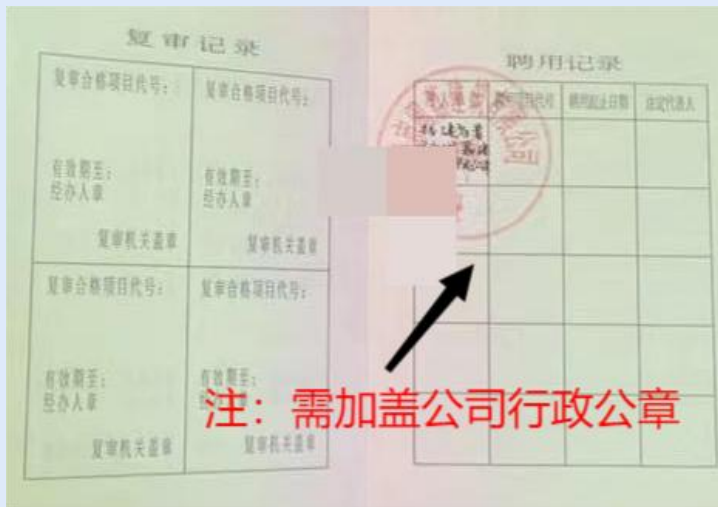 复审记录
复审合格项目代号：
有效期至：
经办人章
复审机关盖章
复审合格项目代号：
有效期至：
经办人章
复审机关盖章
复审合格项目代号：
有效期至：
经办人章
复审机关盖章
复审合格项目代号：
有效期至：
经办人章
复审机关盖章
聘用记录
聘用起止日期
法定代表人
注：需加盖公司行政公章